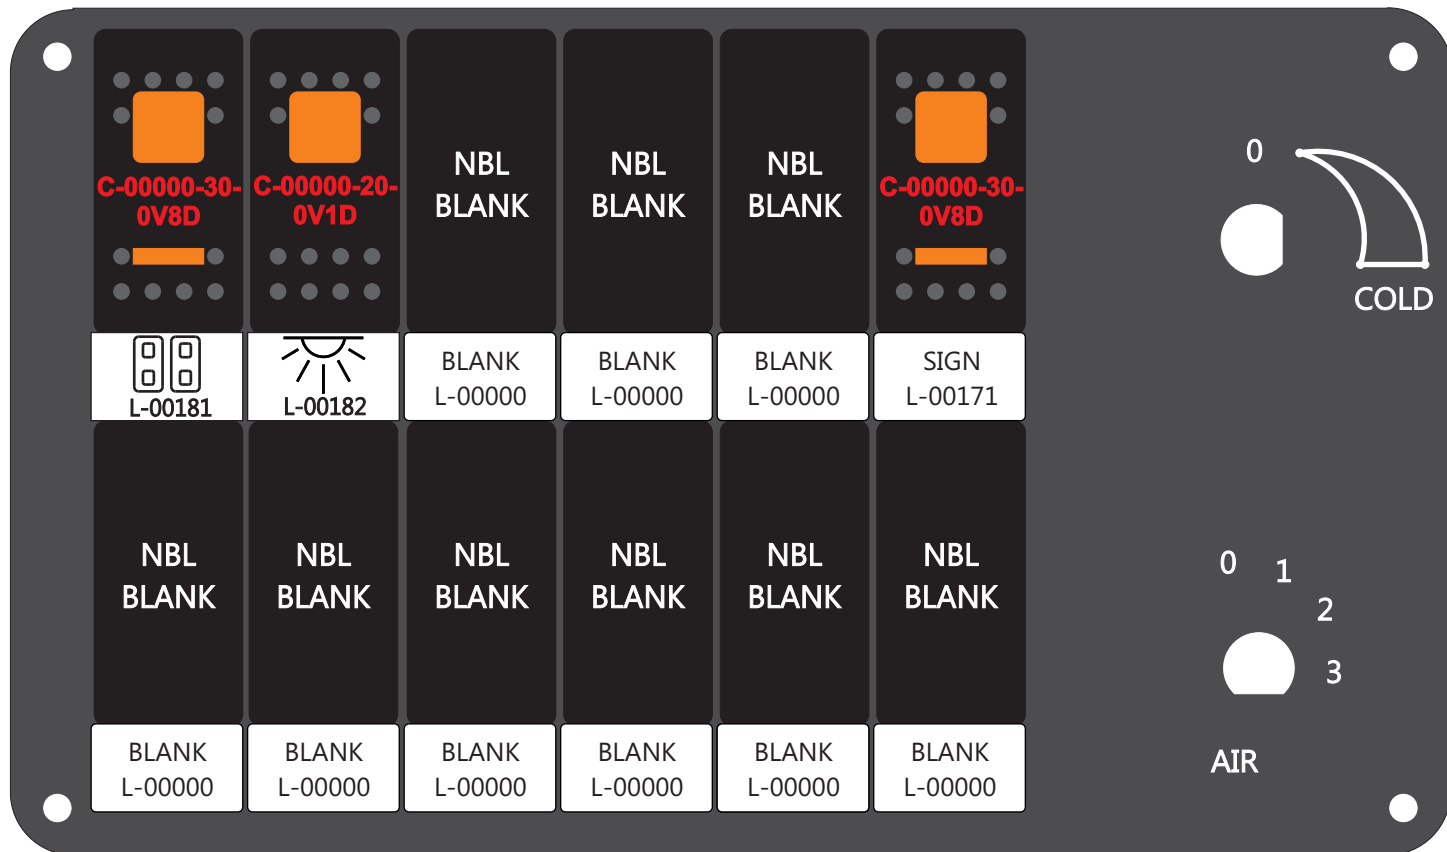 C-00000-30-
0V8D
C-00000-20-
0V1D
NBL
BLANK
NBL
BLANK
NBL
BLANK
C-00000-30-
0V8D
L-00181
L-00182
BLANK
L-00000
BLANK
L-00000
BLANK
L-00000
SIGN
L-00171
0
COLD
NBL
BLANK
NBL
BLANK
NBL
BLANK
NBL
BLANK
NBL
BLANK
NBL
BLANK
BLANK
L-00000
BLANK
L-00000
BLANK
L-00000
BLANK
L-00000
BLANK
L-00000
BLANK
L-00000
0
1
2
3
AIR